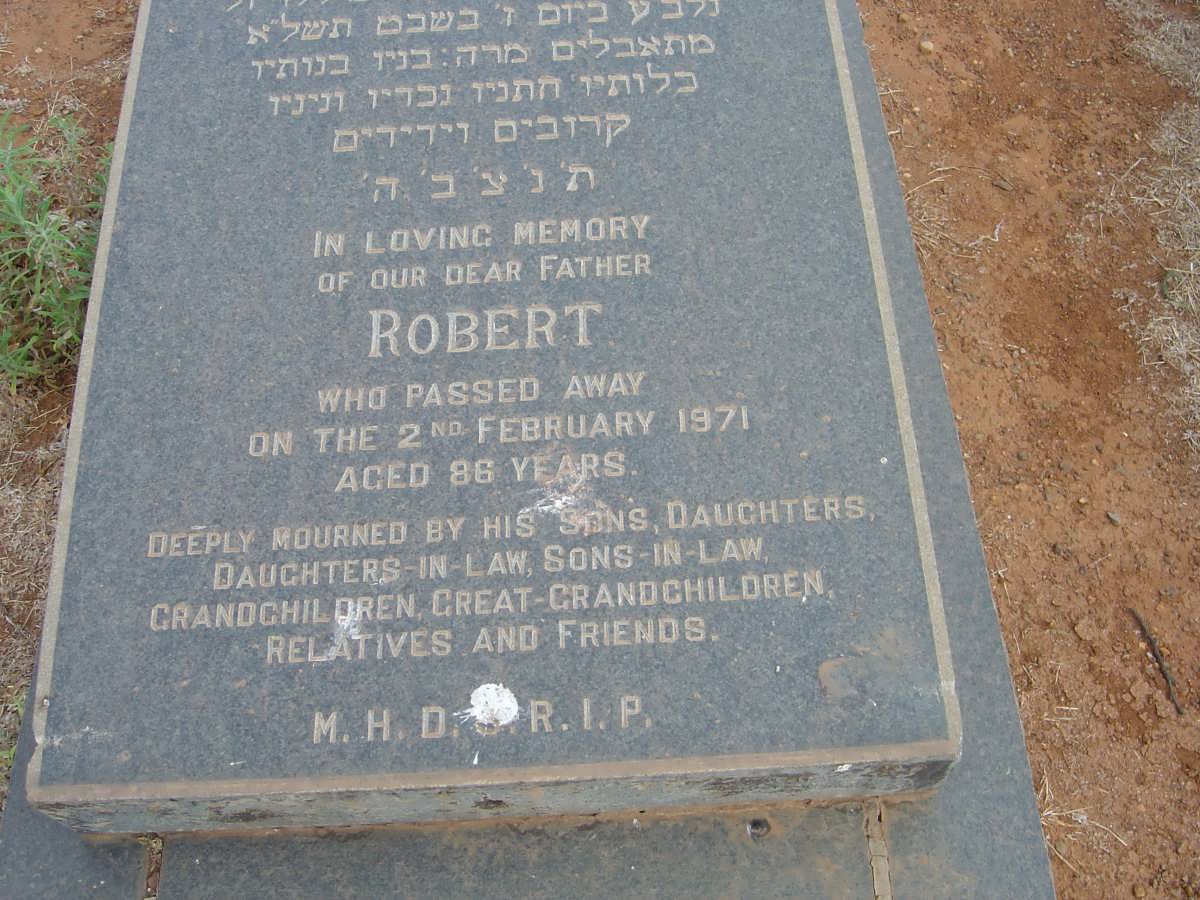 נלב״ע ביום ז׳ בשבט תשל״א
מתאבלים מרה: בניו בנותיו
כלותיו חתניו נכדיו וניניו
קרובים וידידים
ת׳ נ׳ צ׳ ב׳ ה׳
IN LOVING MEMORY
OF OUR DEAR FATHER
ROBERT
WHO PASSED AWAY
ON THE 2ND. FEBRUARY 1971
AGED 86 YEARS.
DEEPLY MOURNED BY HIS SONS, DAUGHTERS,
DAUGHTERS-IN-LAW, SONS-IN-LAW,
GRANDCHILDREN, GREAT-GRANDCHILDREN,
RELATIVES AND FRIENDS.
M. H. D. S. R. I. P.